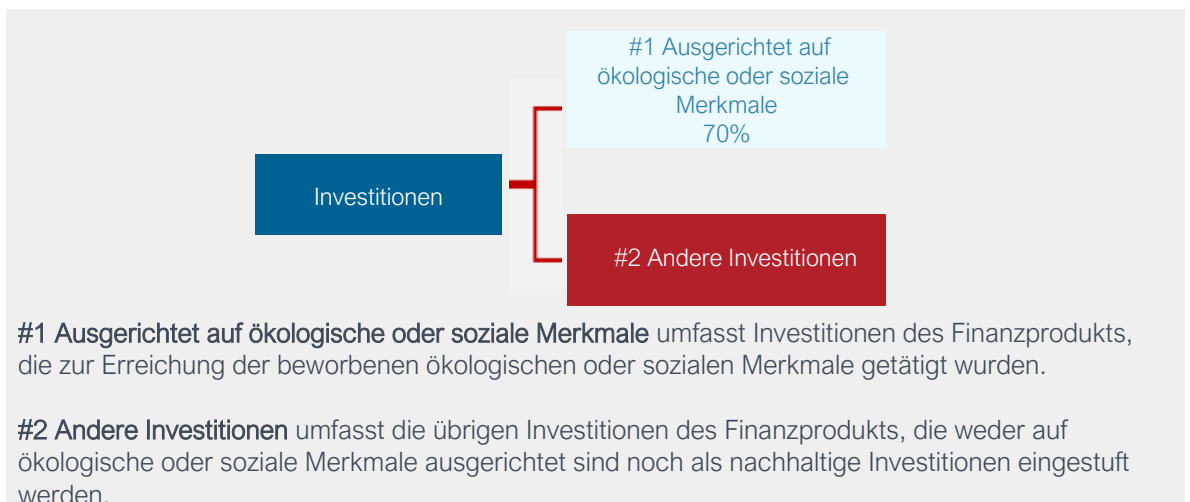 #1 Ausgerichtet auf
ökologische oder soziale
Merkmale
70%
Investitionen
#2 Andere Investitionen
#1 Ausgerichtet auf ökologische oder soziale Merkmale umfasst Investitionen des Finanzprodukts,
die zur Erreichung der beworbenen ökologischen oder sozialen Merkmale getätigt wurden.
#2 Andere Investitionen umfasst die übrigen Investitionen des Finanzprodukts, die weder auf
ökologische oder soziale Merkmale ausgerichtet sind noch als nachhaltige Investitionen eingestuft
werden.